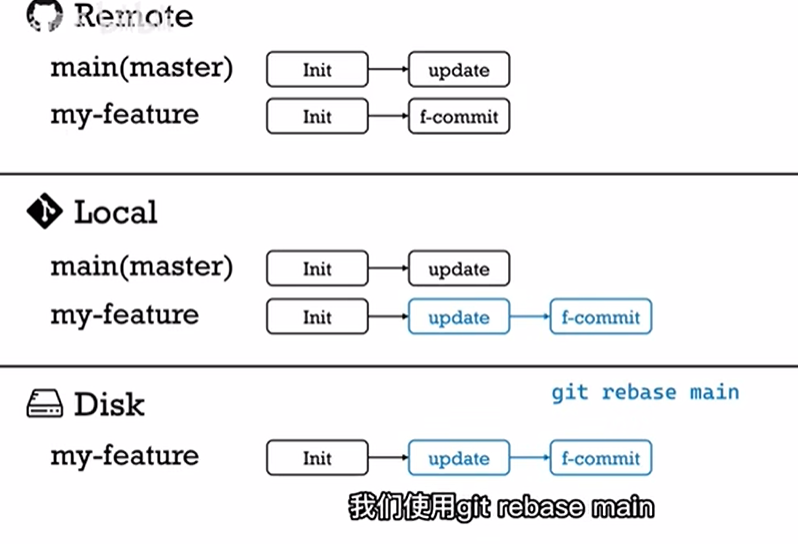 Remote
main(master) Init update
my-feature Init f-commit
Local
main(master) Init update
my-feature Init update f-commit
Disk
git rebase main
my-feature Init update f-commit
我们使用git rebase main